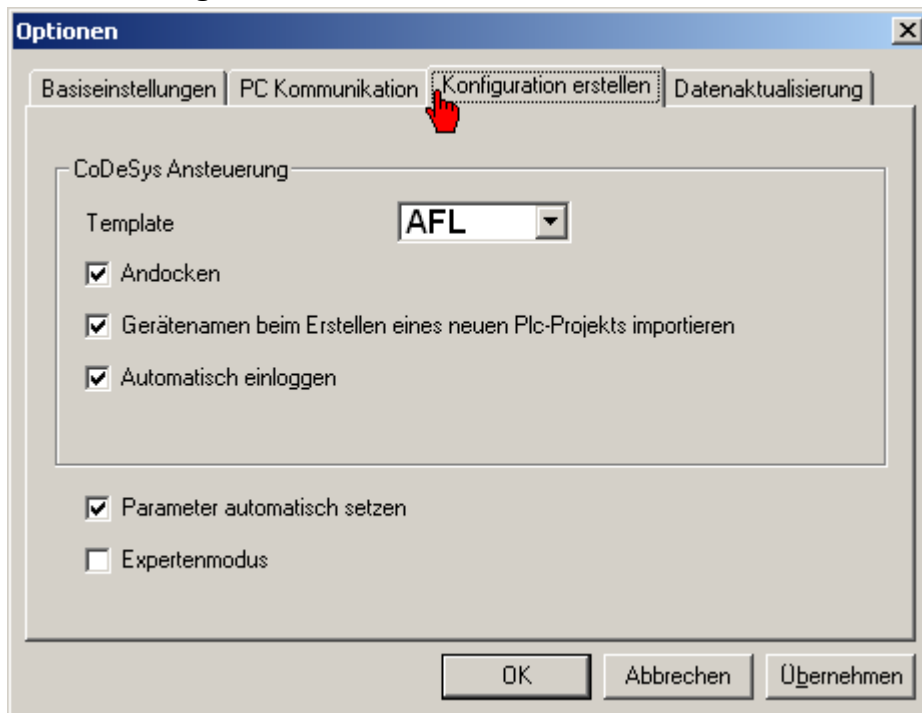 Optionen
Basiseinstellungen PC Kommunikation Konfiguration erstellen Datenaktualisierung
CoDeSys Ansteuerung
Template AFL
Andocken
Gerätenamen beim Erstellen eines neuen Plc-Projekts importieren
Automatisch einloggen
Parameter automatisch setzen
Expertenmodus
OK Abbrechen Übernehmen